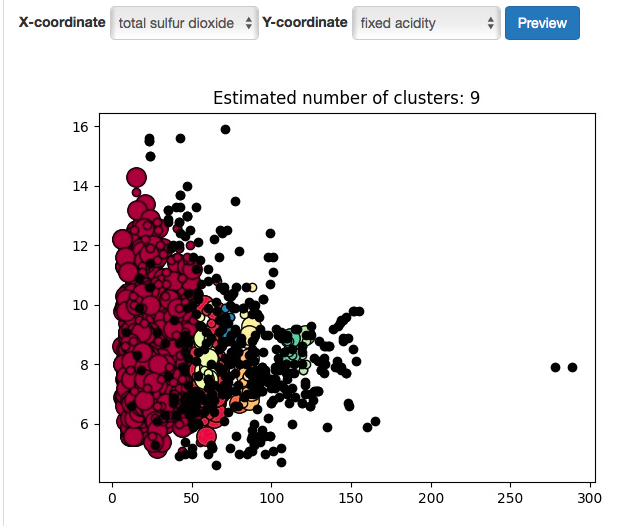 X-coordinate total sulfur dioxide Y-coordinate fixed acidity Preview
Estimated number of clusters: 9
16
14
12
10
8
6
0 50 100 150 200 250 300